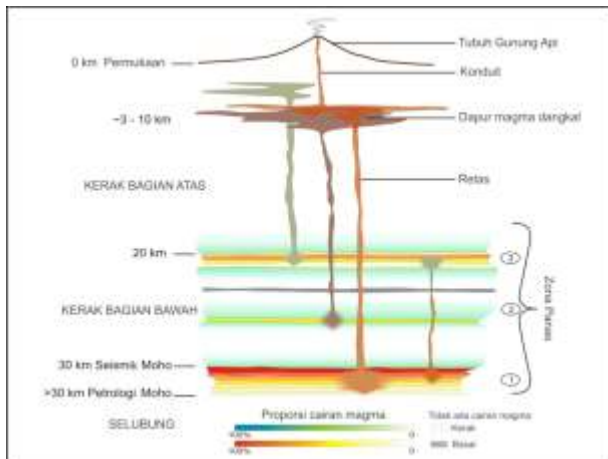 Tubuh Gunung Api
0 km Permukaan
Konduit
~3 - 10 km
Dapur magma dangkal
KERAK BAGIAN ATAS
Retas
20 km
3
KERAK BAGIAN BAWAH
2
Zona Panas
30 km Seismik Moho
1
>30 km Petrologi Moho
SELUBUNG
Proporsi cairan magma
Tidak ada cairan magma
100%
0
Kerak
100%
0
Basal